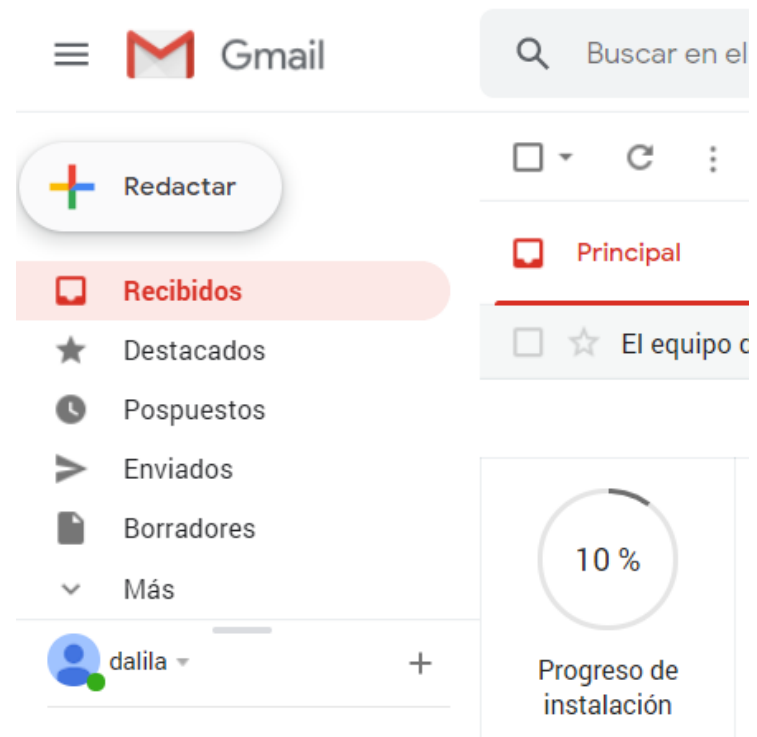 Gmail
Buscar en el
Redactar
Principal
Recibidos
El equipo
Destacados
Pospuestos
Enviados
Borradores
Más
10 %
Progreso de
instalación
dalila